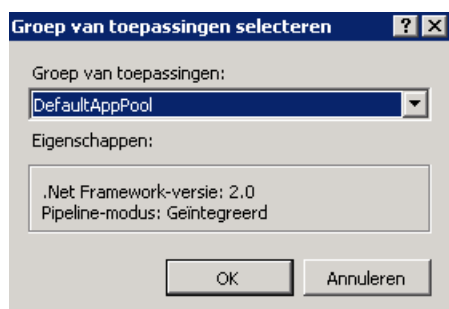 Groep van toepassingen selecteren
Groep van toepassingen:
DefaultAppPool
Eigenschappen:
.Net Framework-versie: 2.0
Pipeline-modus: Geïntegreerd
OK
Annuleren